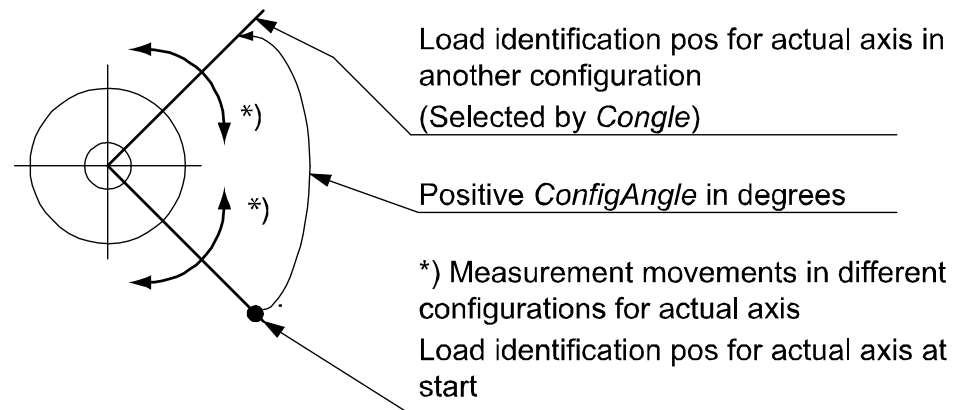 Load identification pos for actual axis in
another configuration
(Selected by Congle)
*)
Positive ConfigAngle in degrees
*)
*) Measurement movements in different
configurations for actual axis
Load identification pos for actual axis at
start